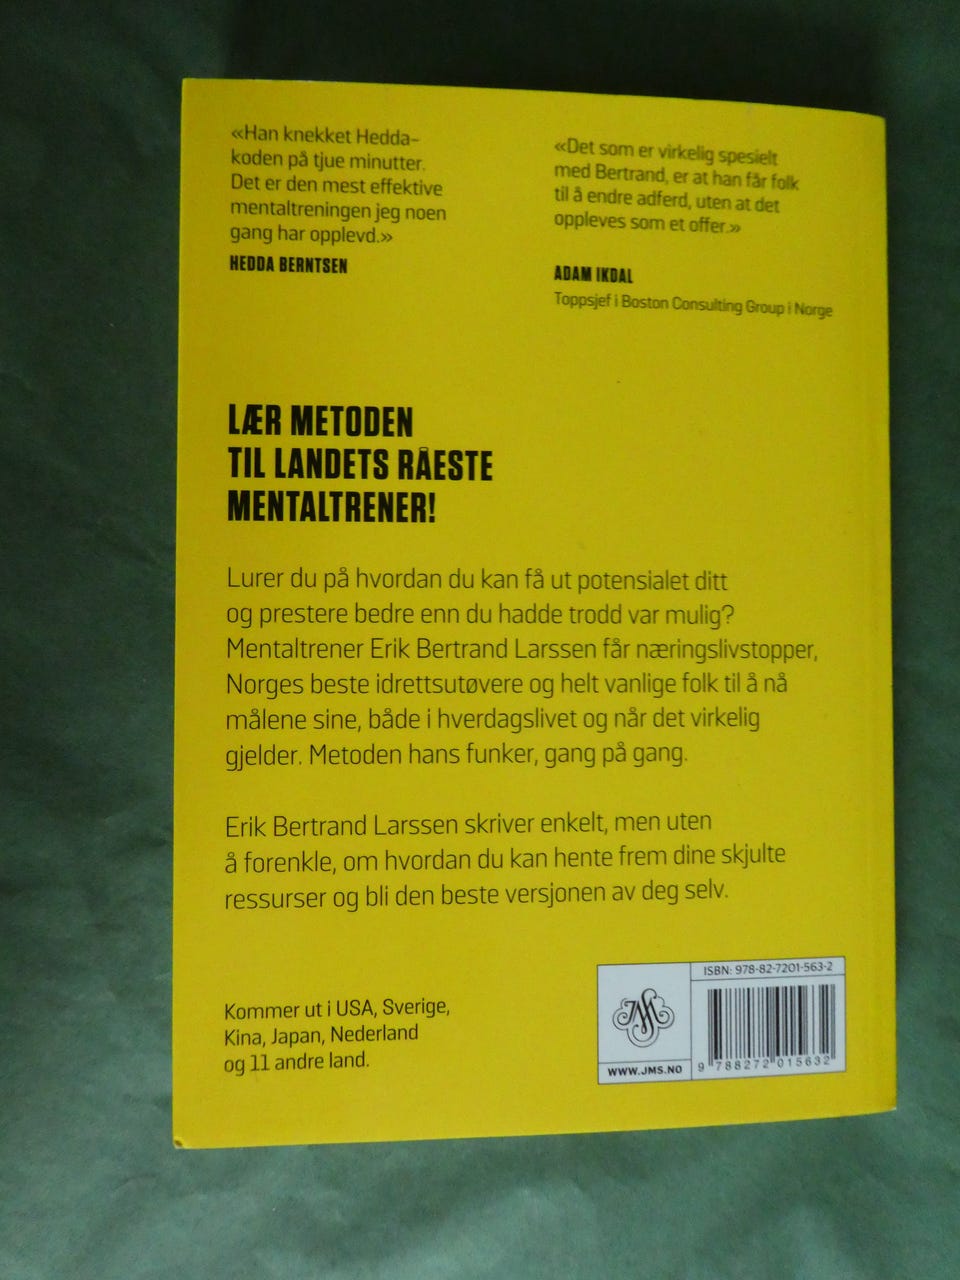 «Han knekket Hedda-
koden på tjue minutter.
Det er den mest effektive
mentaltreningen jeg noen
gang har opplevd.»
HEDDA BERNTSEN
«Det som er virkelig spesielt
med Bertrand, er at han får folk
til å endre adferd, uten at det
oppleves som et offer.»
ADAM IKDAL
Toppsjef i Boston Consulting Group i Norge
LÆR METODEN
TIL LANDETS RÅESTE
MENTALTRENER!
Lurer du på hvordan du kan få ut potensialet ditt
og prestere bedre enn du hadde trodd var mulig?
Mentaltrener Erik Bertrand Larssen får næringslivstopper,
Norges beste idrettsutøvere og helt vanlige folk til å nå
målene sine, både i hverdagslivet og når det virkelig
gjelder. Metoden hans funker, gang på gang.
Erik Bertrand Larssen skriver enkelt, men uten
å forenkle, om hvordan du kan hente frem dine skjulte
ressurser og bli den beste versjonen av deg selv.
Kommer ut i USA, Sverige,
Kina, Japan, Nederland
og 11 andre land.
ISBN: 978-82-7201-563-2
JMS
WWW.JMS.NO
9 788272 015632